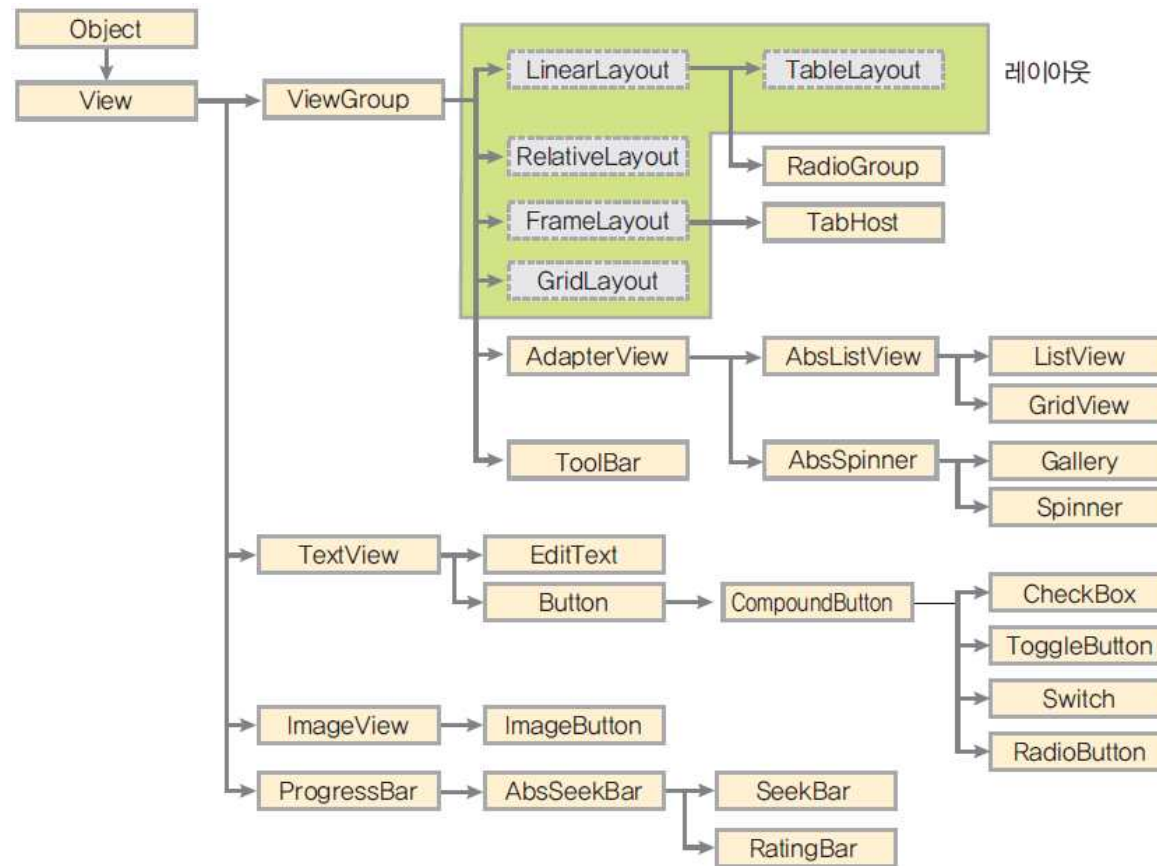 Object
View
ViewGroup
LinearLayout
TableLayout
레이아웃
RelativeLayout
RadioGroup
FrameLayout
TabHost
GridLayout
AdapterView
AbsListView
ListView
GridView
ToolBar
AbsSpinner
Gallery
Spinner
TextView
EditText
Button
CompoundButton
CheckBox
ToggleButton
Switch
RadioButton
ImageView
ImageButton
ProgressBar
AbsSeekBar
SeekBar
RatingBar